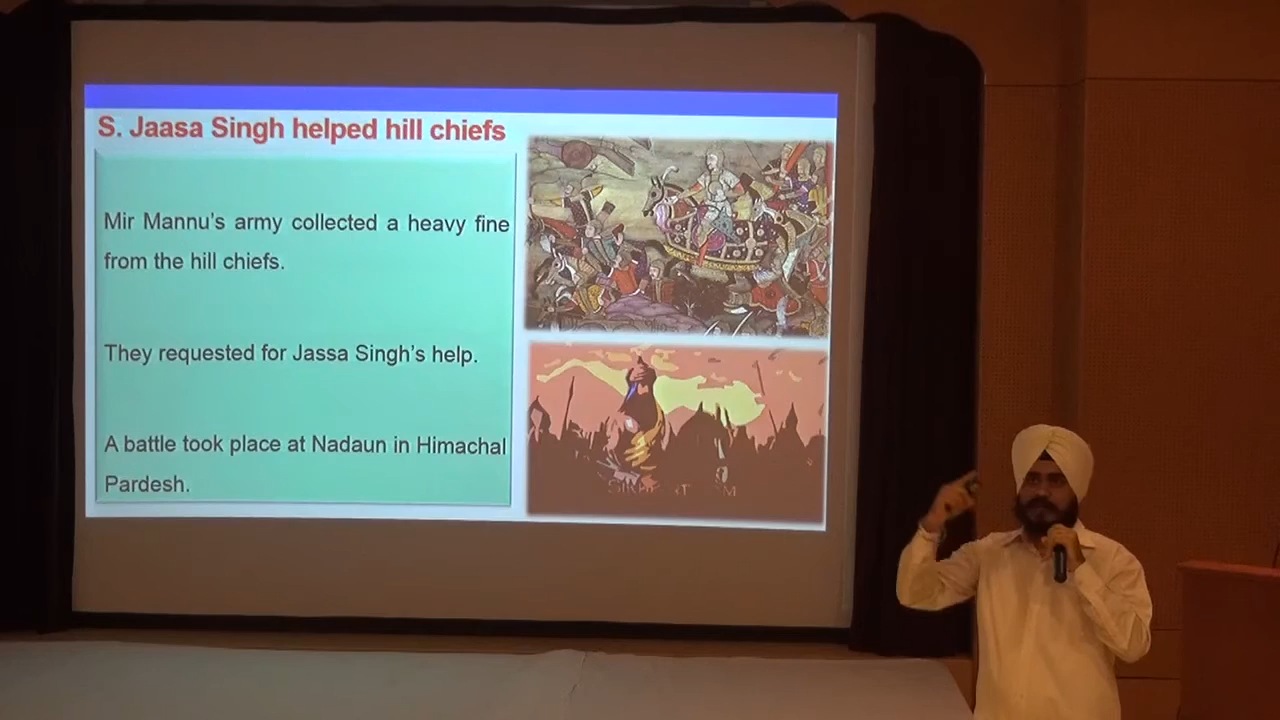 S. Jaasa Singh helped hill chiefs
Mir Mannu's army collected a heavy fine
from the hill chiefs.
They requested for Jassa Singh's help.
A battle took place at Nadaun in Himachal
Pardesh.